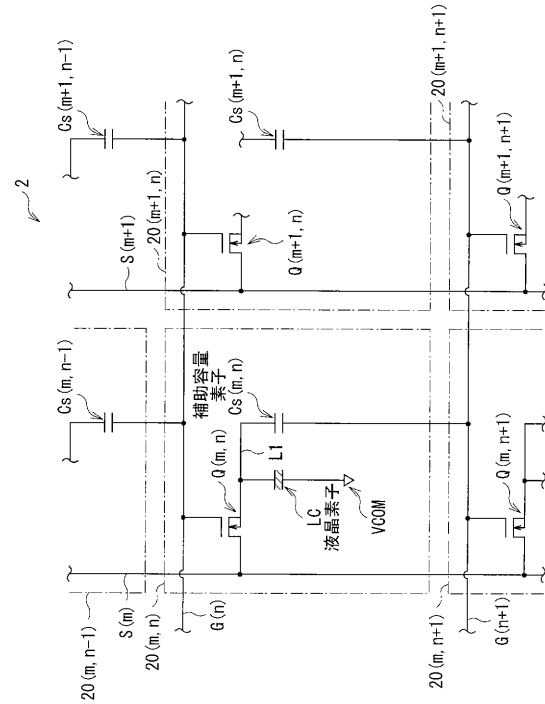 2
Cs(m, n-1)
Cs(m+1, n-1)
20(m, n-1)
S(m)
S(m+1)
20(m, n)
20(m+1, n)
G(n)
補助容量
素子
Q(m, n)
Cs(m, n)
Cs(m+1, n)
L1
Q(m+1, n)
LC
液晶素子
VCOM
20(m, n+1)
20(m+1, n+1)
G(n+1)
Q(m, n+1)
Q(m+1, n+1)